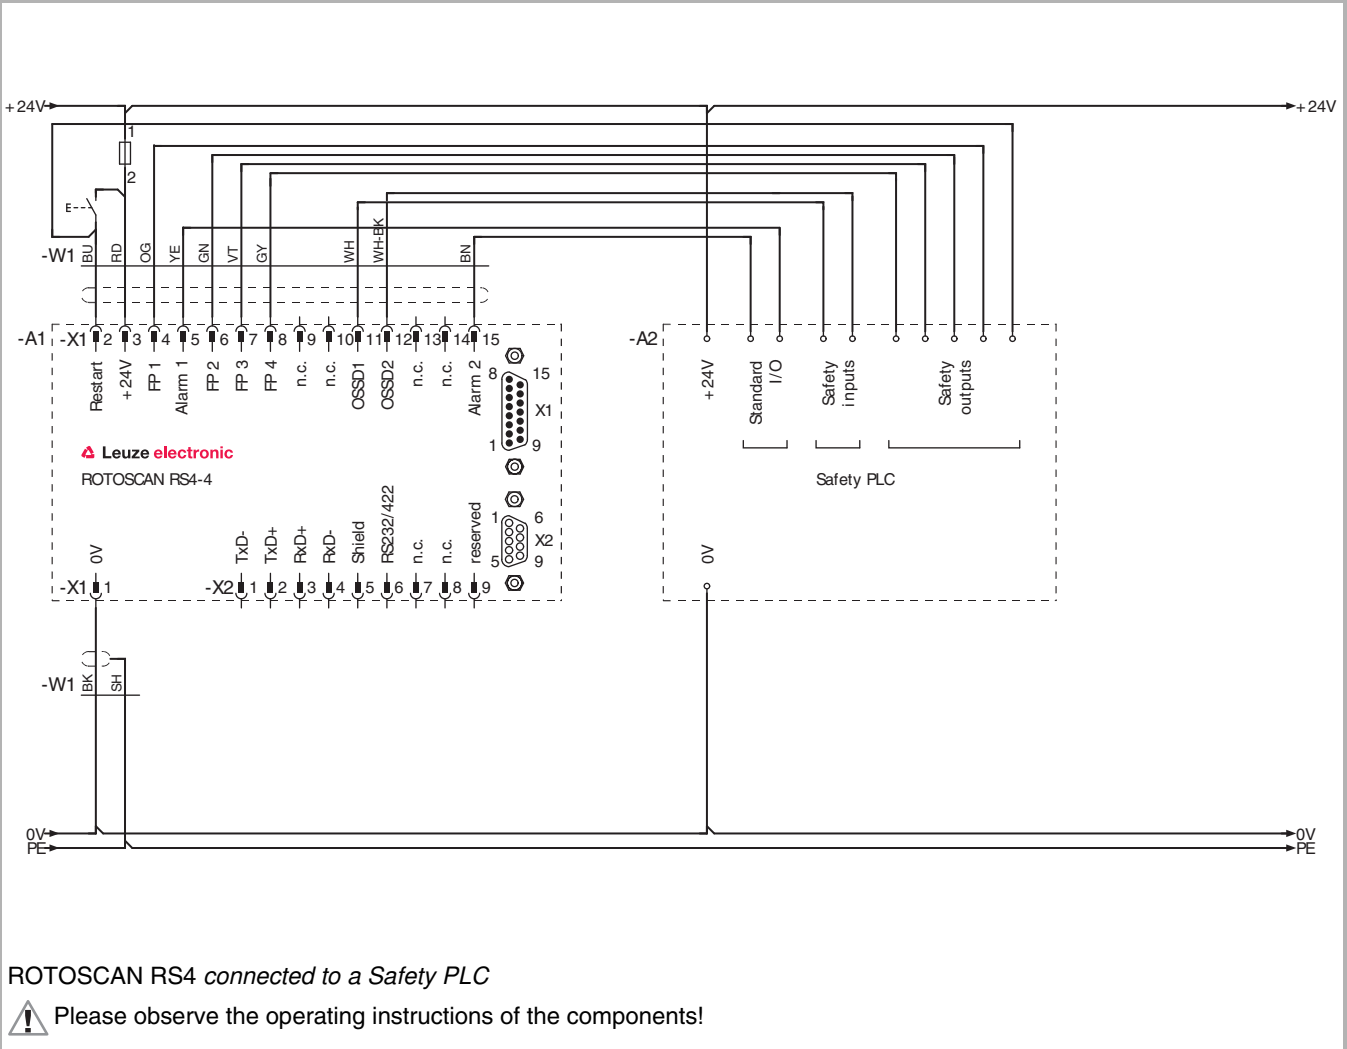 +24V +24V
1
2
E
-W1 BU RD OG YE GN VT GY WH WH-BK BN
-A1 -X1 2 3 4 5 6 7 8 9 10 11 12 13 14 15 -A2
Restart +24V FP 1 Alarm 1 FP 2 FP 3 FP 4 n.c. n.c. OSSD1 OSSD2 n.c. n.c. Alarm 2
8 15
X1
1 9
+24V Standard I/O Safety inputs Safety outputs
Leuze electronic
ROTOSCAN RS4-4 Safety PLC
0V TxD- TxD+ RxD+ RxD- Shield RS232/422 n.c. n.c. reserved
1 6
X2
5 9
0V
-X1 1 -X2 1 2 3 4 5 6 7 8 9
-W1 BK SH
0V 0V
PE PE
ROTOSCAN RS4 connected to a Safety PLC
Please observe the operating instructions of the components!